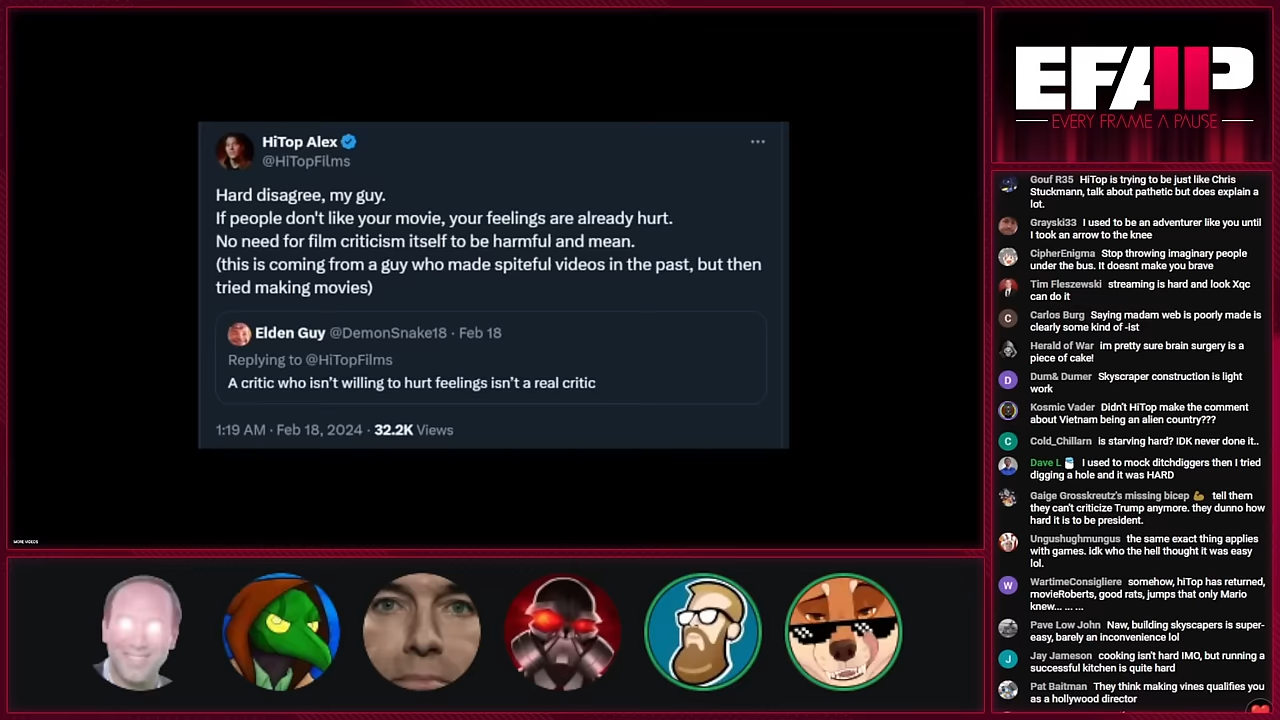 HiTop Alex
@HiTopFilms
Hard disagree, my guy.
If people don't like your movie, your feelings are already hurt.
No need for film criticism itself to be harmful and mean.
(this is coming from a guy who made spiteful videos in the past, but then
tried making movies)
Elden Guy @DemonSnake18 · Feb 18
Replying to @HiTopFilms
A critic who isn't willing to hurt feelings isn't a real critic
1:19 AM · Feb 18, 2024 · 32.2K Views
MORE VIDEOS
EFAP
EVERY FRAME A PAUSE
Gouf R35 HiTop is trying to be just like Chris
Stuckmann, talk about pathetic but does explain a
lot.
Grayski33 I used to be an adventurer like you until
I took an arrow to the knee
CipherEnigma Stop throwing imaginary people
under the bus. It doesnt make you brave
Tim Fleszewski streaming is hard and look Xqc
can do it
C
Carlos Burg Saying madam web is poorly made is
clearly some kind of -ist
Herald of War im pretty sure brain surgery is a
piece of cake!
D
Dum& Dumer Skyscraper construction is light
work
Kosmic Vader Didn't HiTop make the comment
about Vietnam being an alien country???
C
Cold_Chillarn is starving hard? IDK never done it..
Dave L I used to mock ditchdiggers then I tried
digging a hole and it was HARD
Gaige Grosskreutz's missing bicep 💪 tell them
they can't criticize Trump anymore. they dunno how
hard it is to be president.
Ungushughmungus the same exact thing applies
with games. idk who the hell thought it was easy
lol.
W
WartimeConsigliere somehow, hiTop has returned,
movieRoberts, good rats, jumps that only Mario
knew... ... ...
Pave Low John Naw, building skyscapers is super-
easy, barely an inconvenience lol
J
Jay Jameson cooking isn't hard IMO, but running a
successful kitchen is quite hard
Pat Baitman They think making vines qualifies you
as a hollywood director